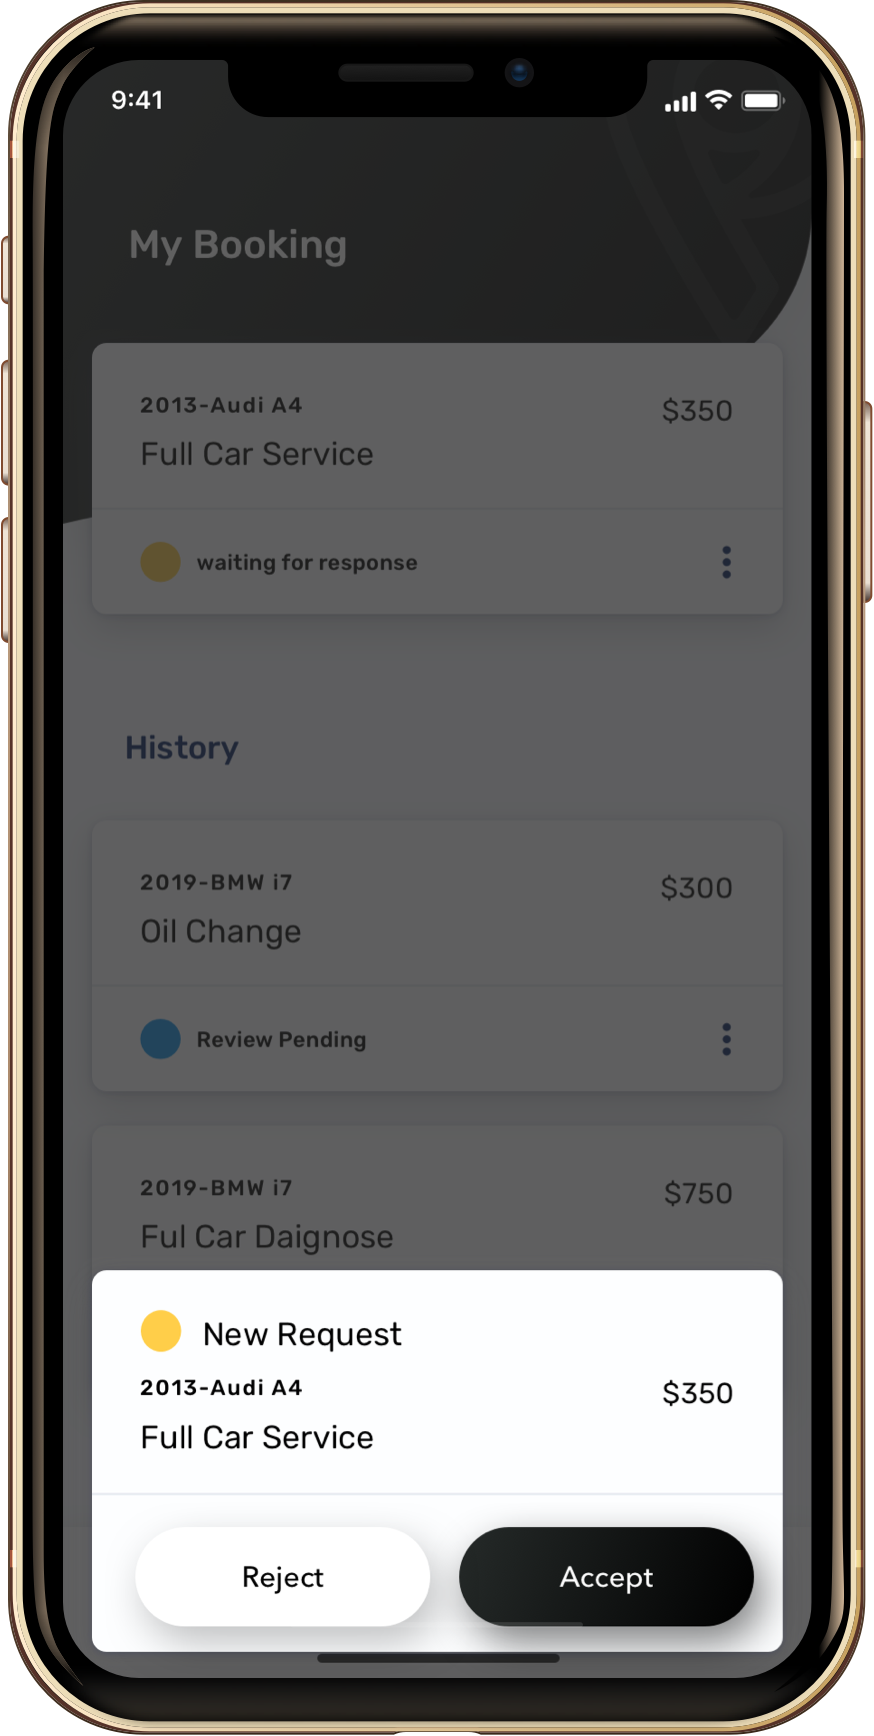 9:41
My Booking
2013-Audi A4
$350
Full Car Service
waiting for response
History
2019-BMW i7
$300
Oil Change
Review Pending
2019-BMW i7
$750
Ful Car Daignose
New Request
2013-Audi A4
$350
Full Car Service
Reject
Accept